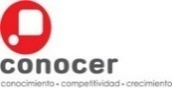 conocer
conocimiento • competitividad • crecimiento